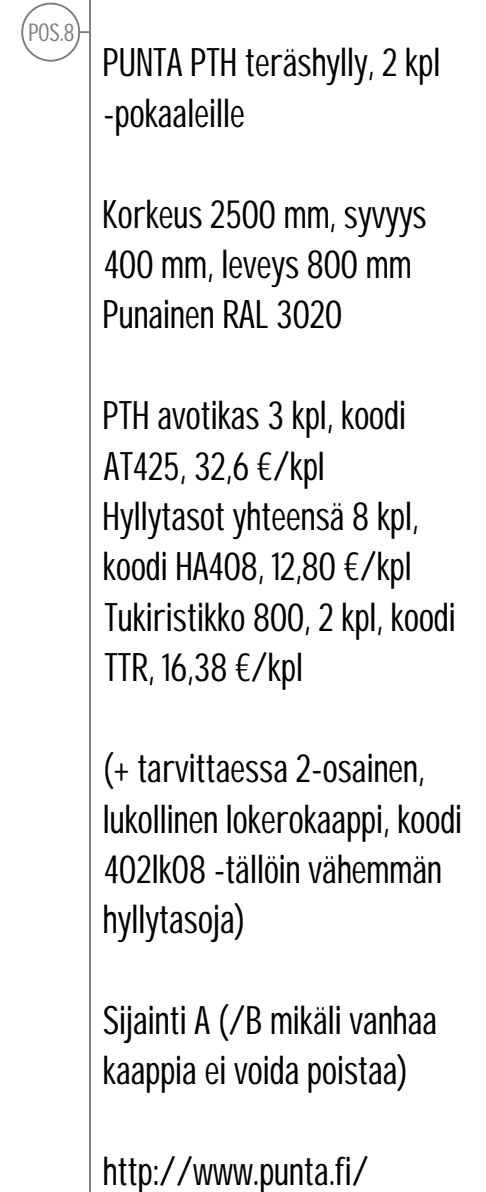 POS.8
PUNTA PTH teräshylly, 2 kpl
-pokaaleille
Korkeus 2500 mm, syvyys
400 mm, leveys 800 mm
Punainen RAL 3020
PTH avotikas 3 kpl, koodi
AT425, 32,6 €/kpl
Hyllytasot yhteensä 8 kpl,
koodi HA408, 12,80 €/kpl
Tukiristikko 800, 2 kpl, koodi
TTR, 16,38 €/kpl
(+ tarvittaessa 2-osainen,
lukollinen lokerokaappi, koodi
402lk08 -tällöin vähemmän
hyllytasoja)
Sijainti A (/B mikäli vanhaa
kaappia ei voida poistaa)
http://www.punta.fi/